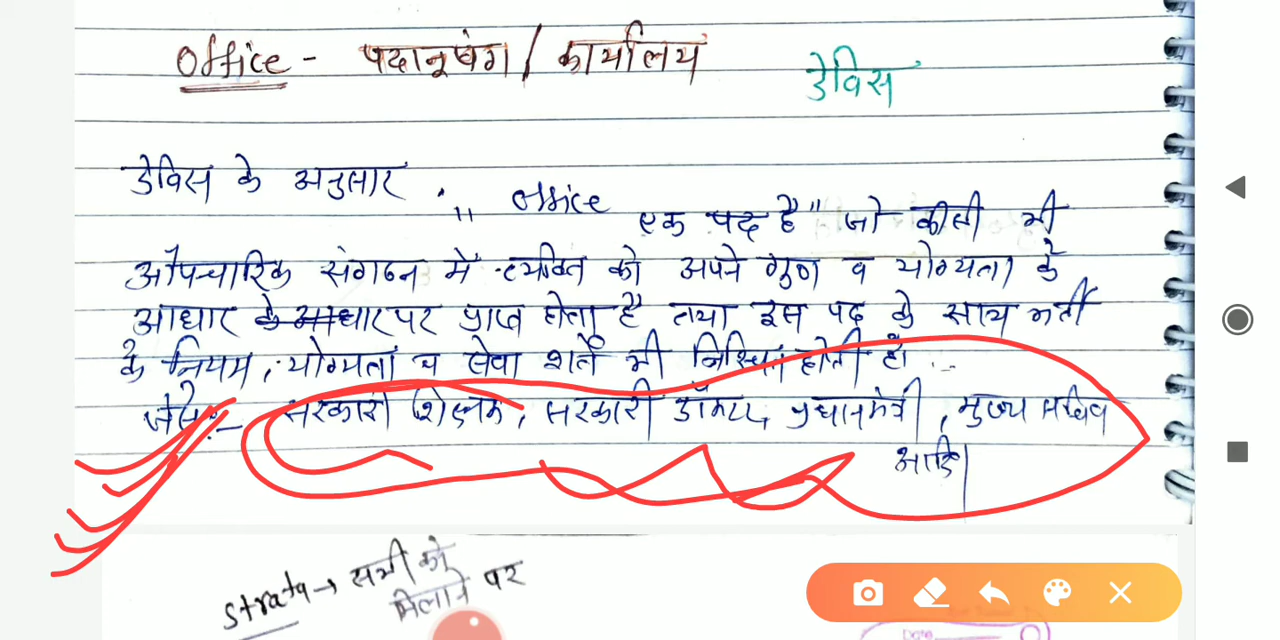 Office - पदानूषंग / कार्यालय
डेविस
डेविस के अनुसार
" Office एक पद है" जो कीसी भी
औपचारिक संगठन में व्यक्ति को अपने गुण व योग्यता के
आधार के आधार पर प्राप्त होता है तथा इस पद के साथ भर्ती
के नियम, योग्यता व सेवा शर्तें भी निश्चित होती है।
जैसे:- सरकारी शिक्षक, सरकारी डॉक्टर, प्रधानमंत्री, मुख्य सचिव
आदि।
Strata → सभी को
मिलाने पर